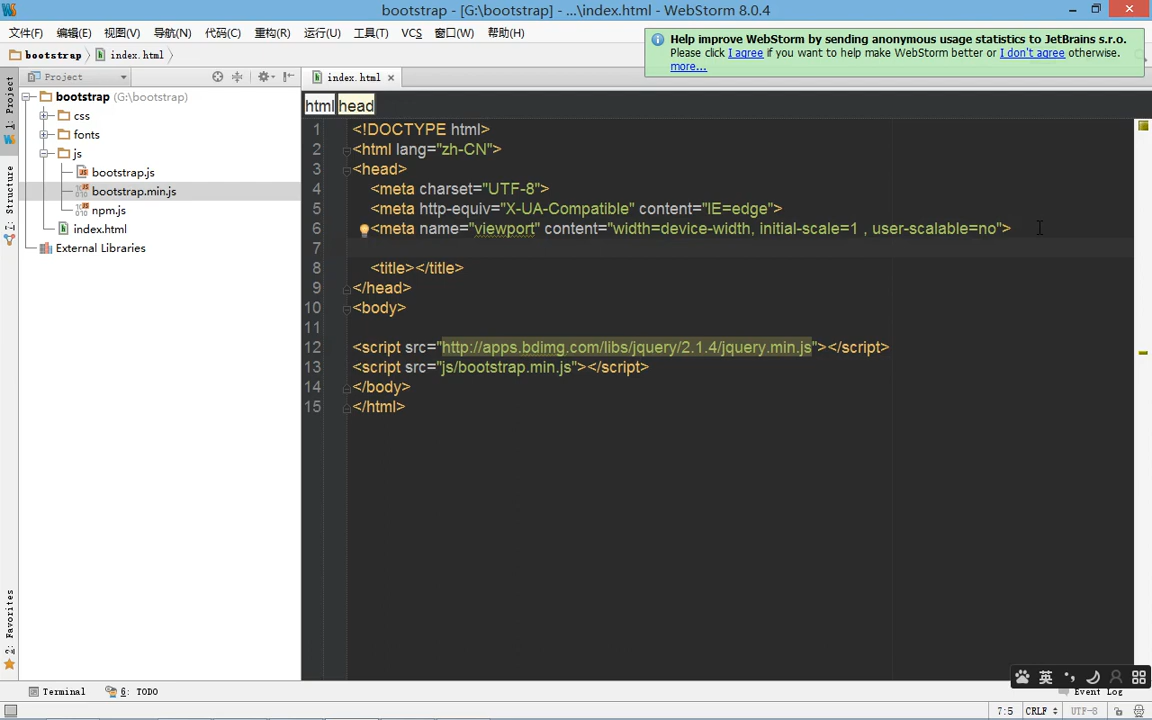 bootstrap - [G:\bootstrap] - ...\index.html - WebStorm 8.0.4
文件(F) 编辑(E) 视图(V) 导航(N) 代码(C) 重构(R) 运行(U) 工具(T) VCS 窗口(W) 帮助(H)
Help improve WebStorm by sending anonymous usage statistics to JetBrains s.r.o.
Please click I agree if you want to help make WebStorm better or I don't agree otherwise.
more...
bootstrap index.html
Project
index.html
1: Project
Structure
2: Favorites
bootstrap (G:\bootstrap)
css
fonts
js
bootstrap.js
bootstrap.min.js
npm.js
index.html
External Libraries
html head
1 <!DOCTYPE html>
2 <html lang="zh-CN">
3 <head>
4 <meta charset="UTF-8">
5 <meta http-equiv="X-UA-Compatible" content="IE=edge">
6 <meta name="viewport" content="width=device-width, initial-scale=1 , user-scalable=no">
7
8 <title></title>
9 </head>
10 <body>
11
12 <script src="http://apps.bdimg.com/libs/jquery/2.1.4/jquery.min.js"></script>
13 <script src="js/bootstrap.min.js"></script>
14 </body>
15 </html>
英
Terminal 6: TODO Event Log
7:5 CRLF UTF-8